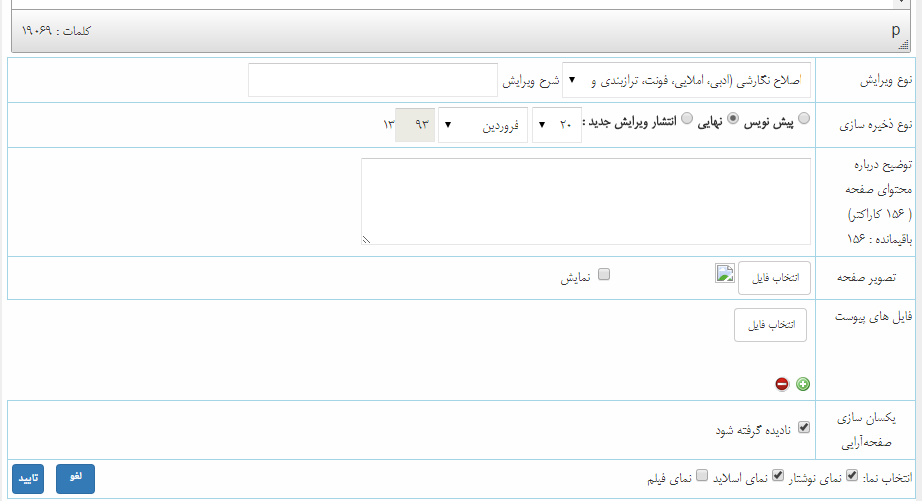 p
کلمات : ۱۹۰۶۹
نوع ویرایش
اصلاح نگارشی (ادبی، املایی، فونت، ترازبندی و
شرح ویرایش
نوع ذخیره سازی
پیش نویس نهایی انتشار ویرایش جدید : ۲۰ فروردین ۹۳ ۱۳
توضیح درباره
محتوای صفحه
( ۱۵۶ کاراکتر)
باقیمانده : ۱۵۶
تصویر صفحه
انتخاب فایل
نمایش
فایل های پیوست
انتخاب فایل
یکسان سازی
صفحه‌آرایی
نادیده گرفته شود
انتخاب نما: نمای نوشتار نمای اسلاید نمای فیلم
لغو
تایید